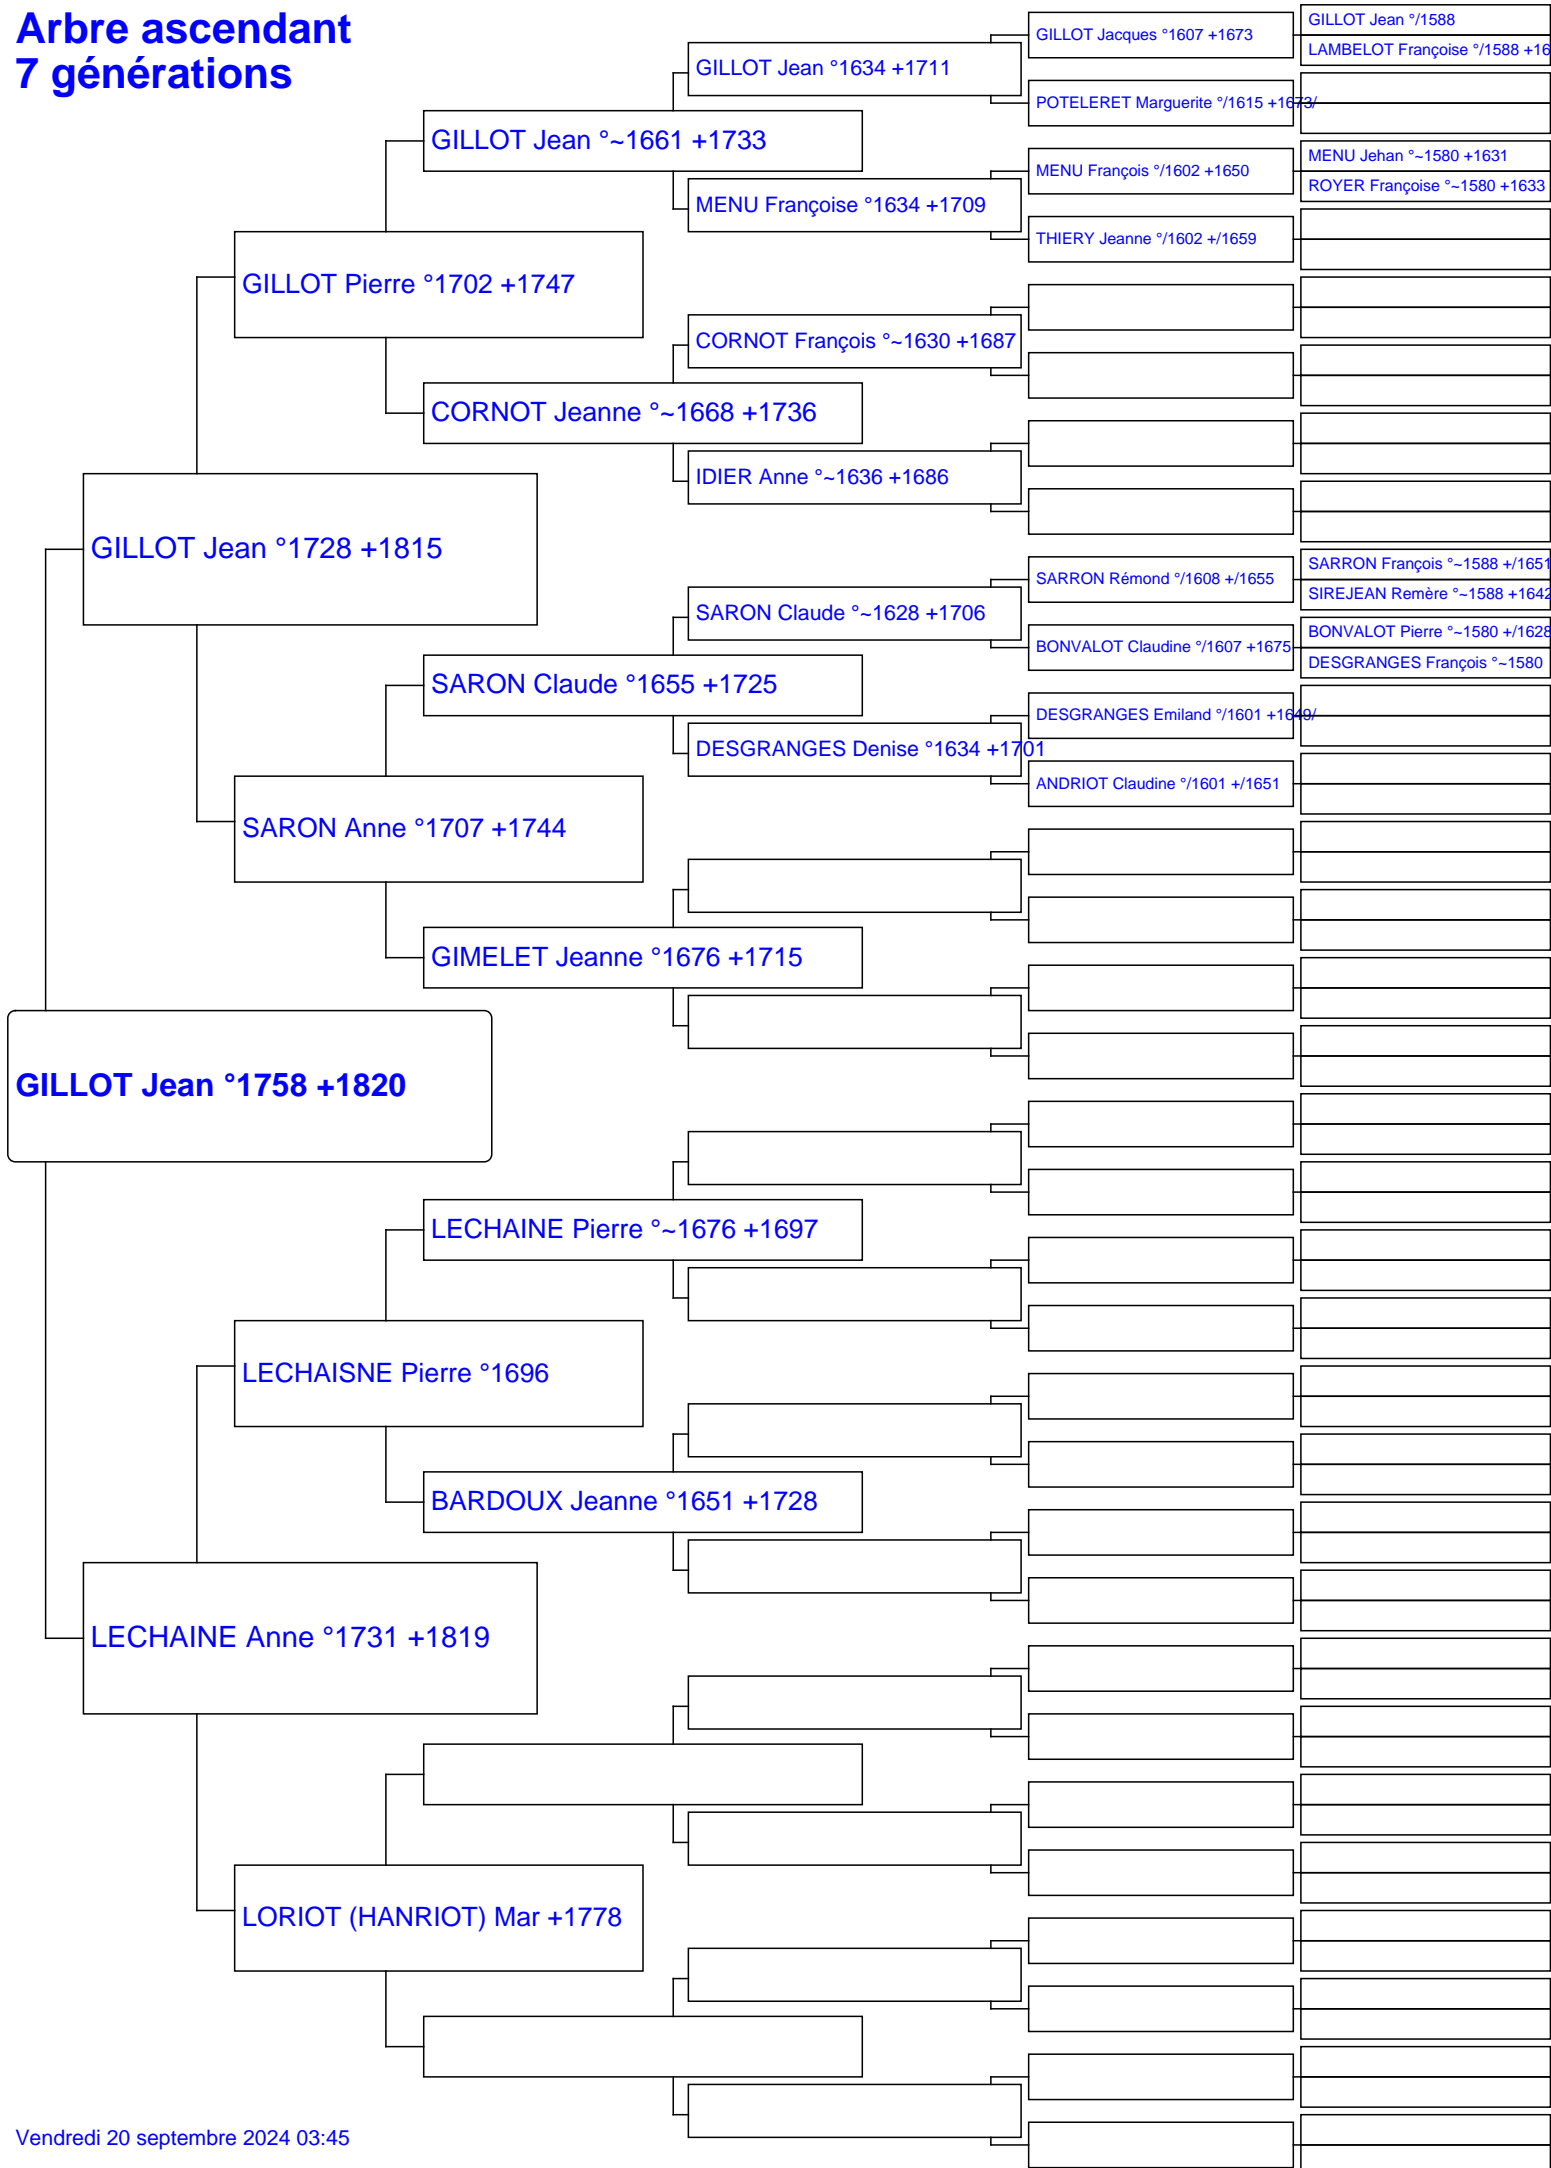 Arbre ascendant
7 générations
GILLOT Jean °/1588
GILLOT Jacques °1607 +1673
LAMBELOT Françoise °/1588 +16
GILLOT Jean °1634 +1711
POTELERET Marguerite °/1615 +1673/
GILLOT Jean °~1661 +1733
MENU Jehan °~1580 +1631
MENU François °/1602 +1650
ROYER Françoise °~1580 +1633
MENU Françoise °1634 +1709
THIERY Jeanne °/1602 +/1659
GILLOT Pierre °1702 +1747
CORNOT François °~1630 +1687
CORNOT Jeanne °~1668 +1736
IDIER Anne °~1636 +1686
GILLOT Jean °1728 +1815
SARRON François °~1588 +/1651
SARRON Rémond °/1608 +/1655
SIREJEAN Remère °~1588 +1642
SARON Claude °~1628 +1706
BONVALOT Pierre °~1580 +/1628
BONVALOT Claudine °/1607 +1675
DESGRANGES François °~1580
SARON Claude °1655 +1725
DESGRANGES Emiland °/1601 +1649/
DESGRANGES Denise °1634 +1701
ANDRIOT Claudine °/1601 +/1651
SARON Anne °1707 +1744
GIMELET Jeanne °1676 +1715
GILLOT Jean °1758 +1820
LECHAINE Pierre °~1676 +1697
LECHAISNE Pierre °1696
BARDOUX Jeanne °1651 +1728
LECHAINE Anne °1731 +1819
LORIOT (HANRIOT) Mar +1778
Vendredi 20 septembre 2024 03:45